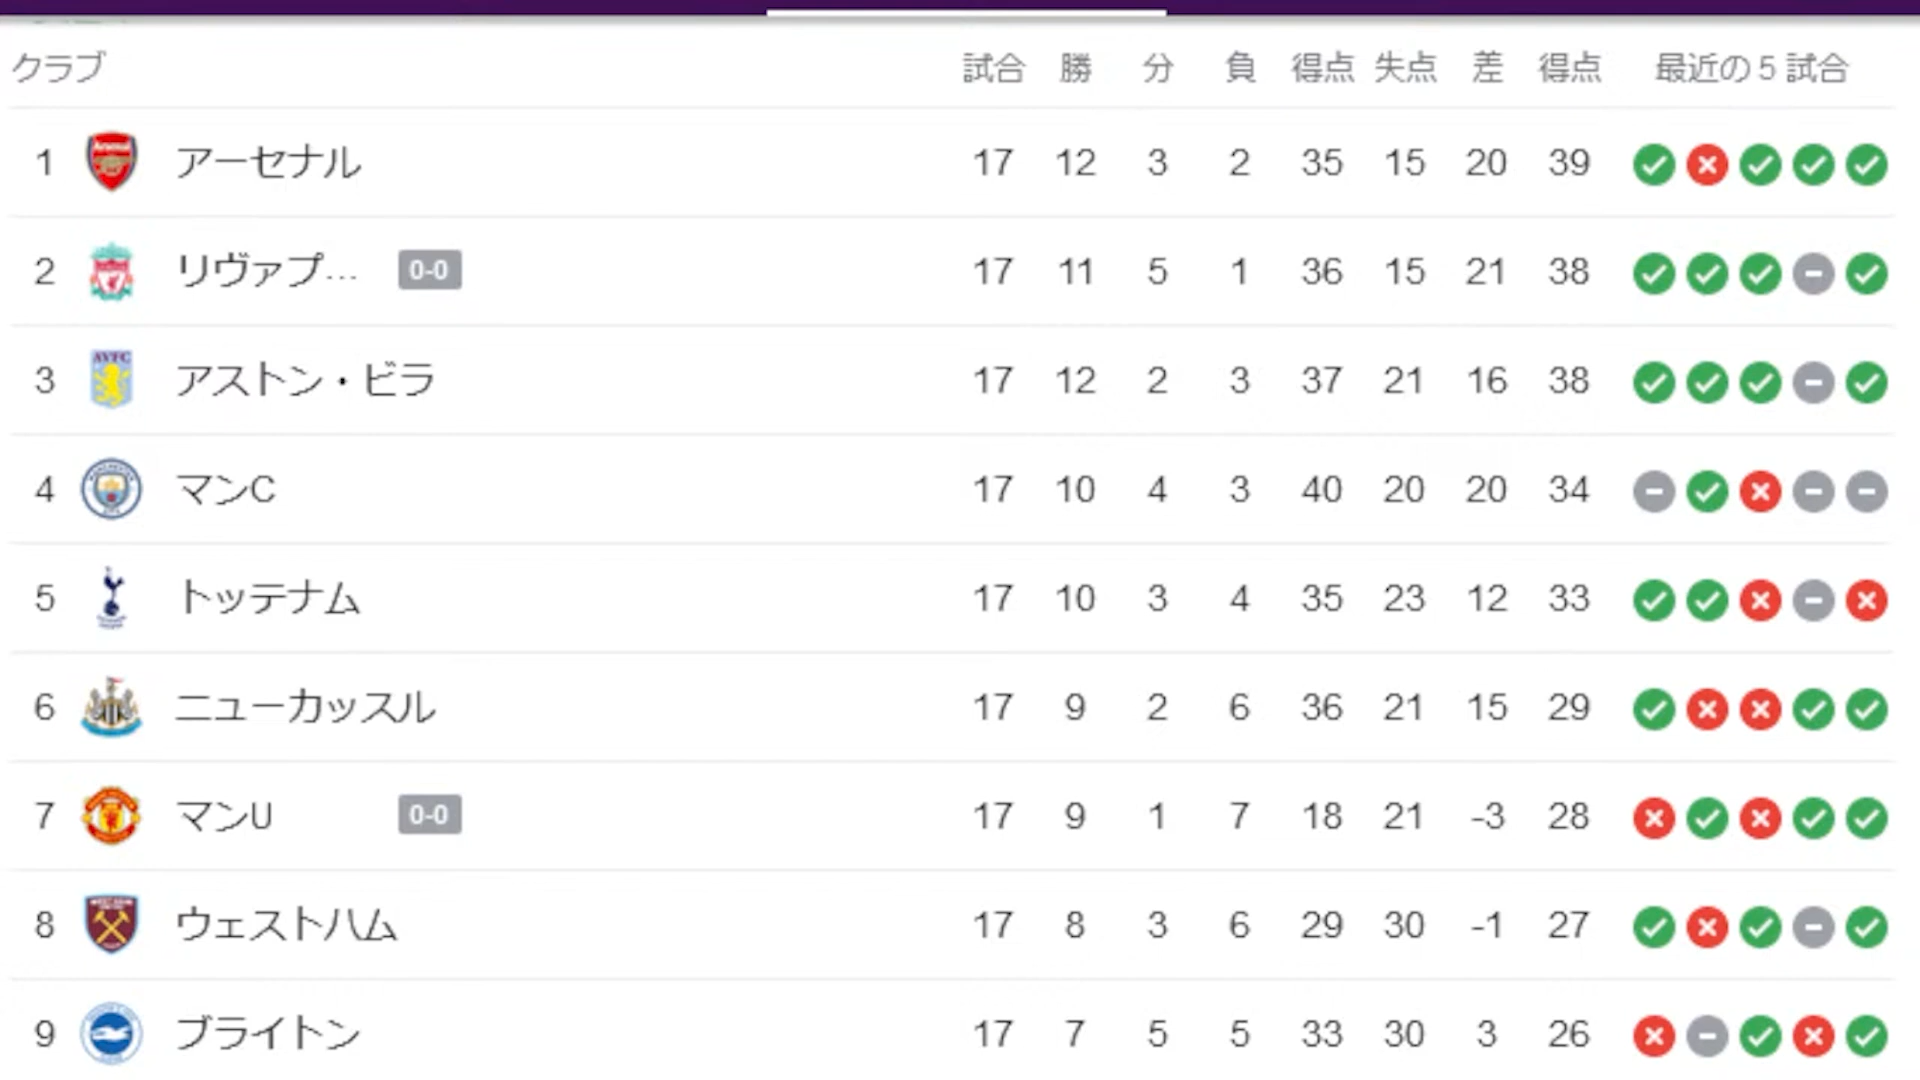 クラブ 試合 勝 分 負 得点 失点 差 得点 最近の 5 試合
1 Arsenal アーセナル 17 12 3 2 35 15 20 39
2 リヴァプ… 0-0 17 11 5 1 36 15 21 38
3 AVFC アストン・ビラ 17 12 2 3 37 21 16 38
4 マンC 17 10 4 3 40 20 20 34
5 トッテナム 17 10 3 4 35 23 12 33
6 ニューカッスル 17 9 2 6 36 21 15 29
7 マンU 0-0 17 9 1 7 18 21 -3 28
8 ウェストハム 17 8 3 6 29 30 -1 27
9 ブライトン 17 7 5 5 33 30 3 26